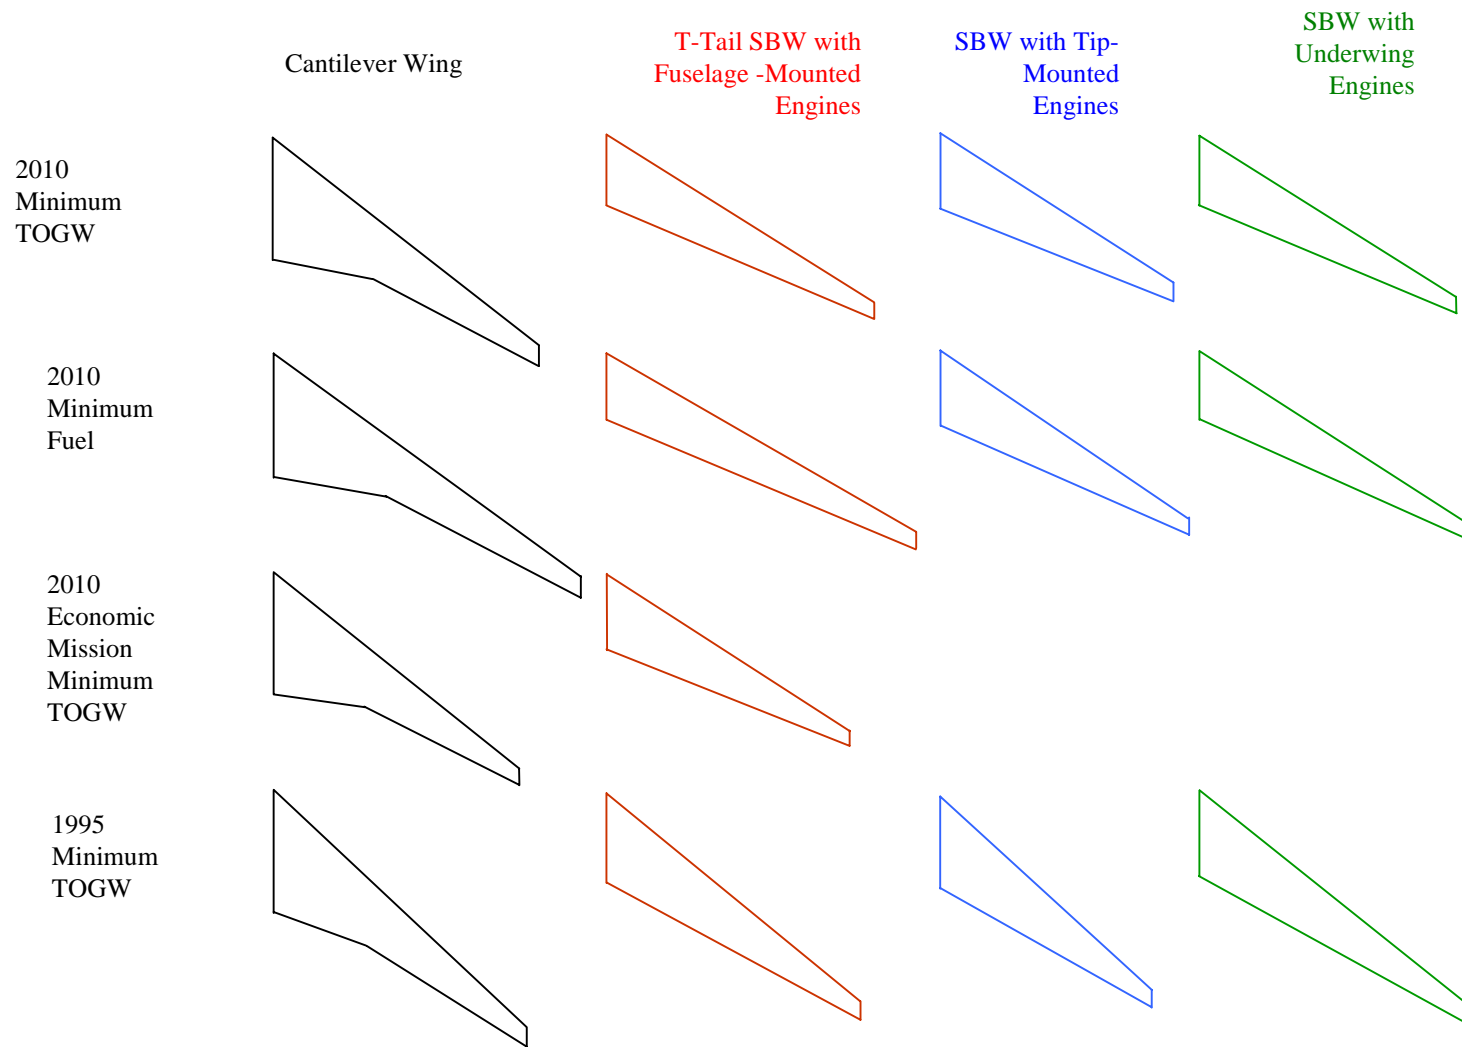 Cantilever Wing
T-Tail SBW with
Fuselage -Mounted
Engines
SBW with Tip-
Mounted
Engines
SBW with
Underwing
Engines
2010
Minimum
TOGW
2010
Minimum
Fuel
2010
Economic
Mission
Minimum
TOGW
1995
Minimum
TOGW